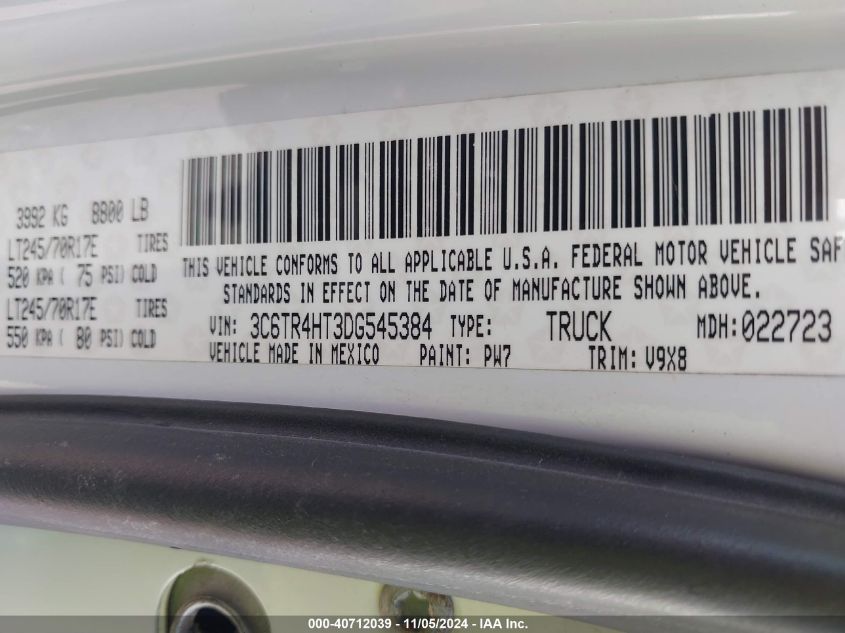 3992 KG 8800 LB
LT245/70R17E TIRES
520 KPA ( 75 PSI) COLD
LT245/70R17E TIRES
550 KPA ( 80 PSI) COLD
THIS VEHICLE CONFORMS TO ALL APPLICABLE U.S.A. FEDERAL MOTOR VEHICLE SAF
STANDARDS IN EFFECT ON THE DATE OF MANUFACTURE SHOWN ABOVE.
VIN: 3C6TR4HT3DG545384 TYPE: TRUCK MDH:022723
VEHICLE MADE IN MEXICO PAINT: PW7 TRIM: V9X8
000-40712039 - 11/05/2024 - IAA Inc.